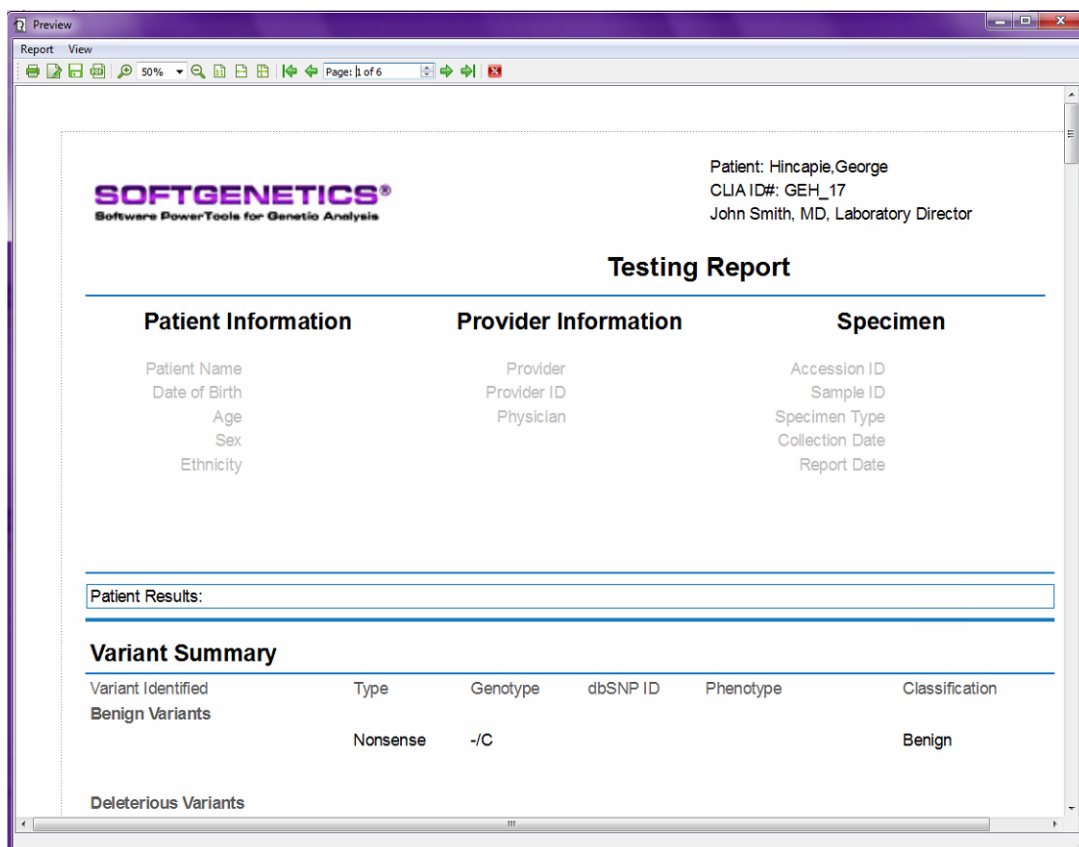 Preview
Report View
50% Page: 1 of 6
Patient: Hincapie,George
CLIA ID#: GEH_17
John Smith, MD, Laboratory Director
SOFTGENETICS®
Software PowerTools for Genetic Analysis
Testing Report
Patient Information Provider Information Specimen
Patient Name Provider Accession ID
Date of Birth Provider ID Sample ID
Age Physician Specimen Type
Sex Collection Date
Ethnicity Report Date
Patient Results:
Variant Summary
Variant Identified Type Genotype dbSNP ID Phenotype Classification
Benign Variants
Nonsense -/C Benign
Deleterious Variants